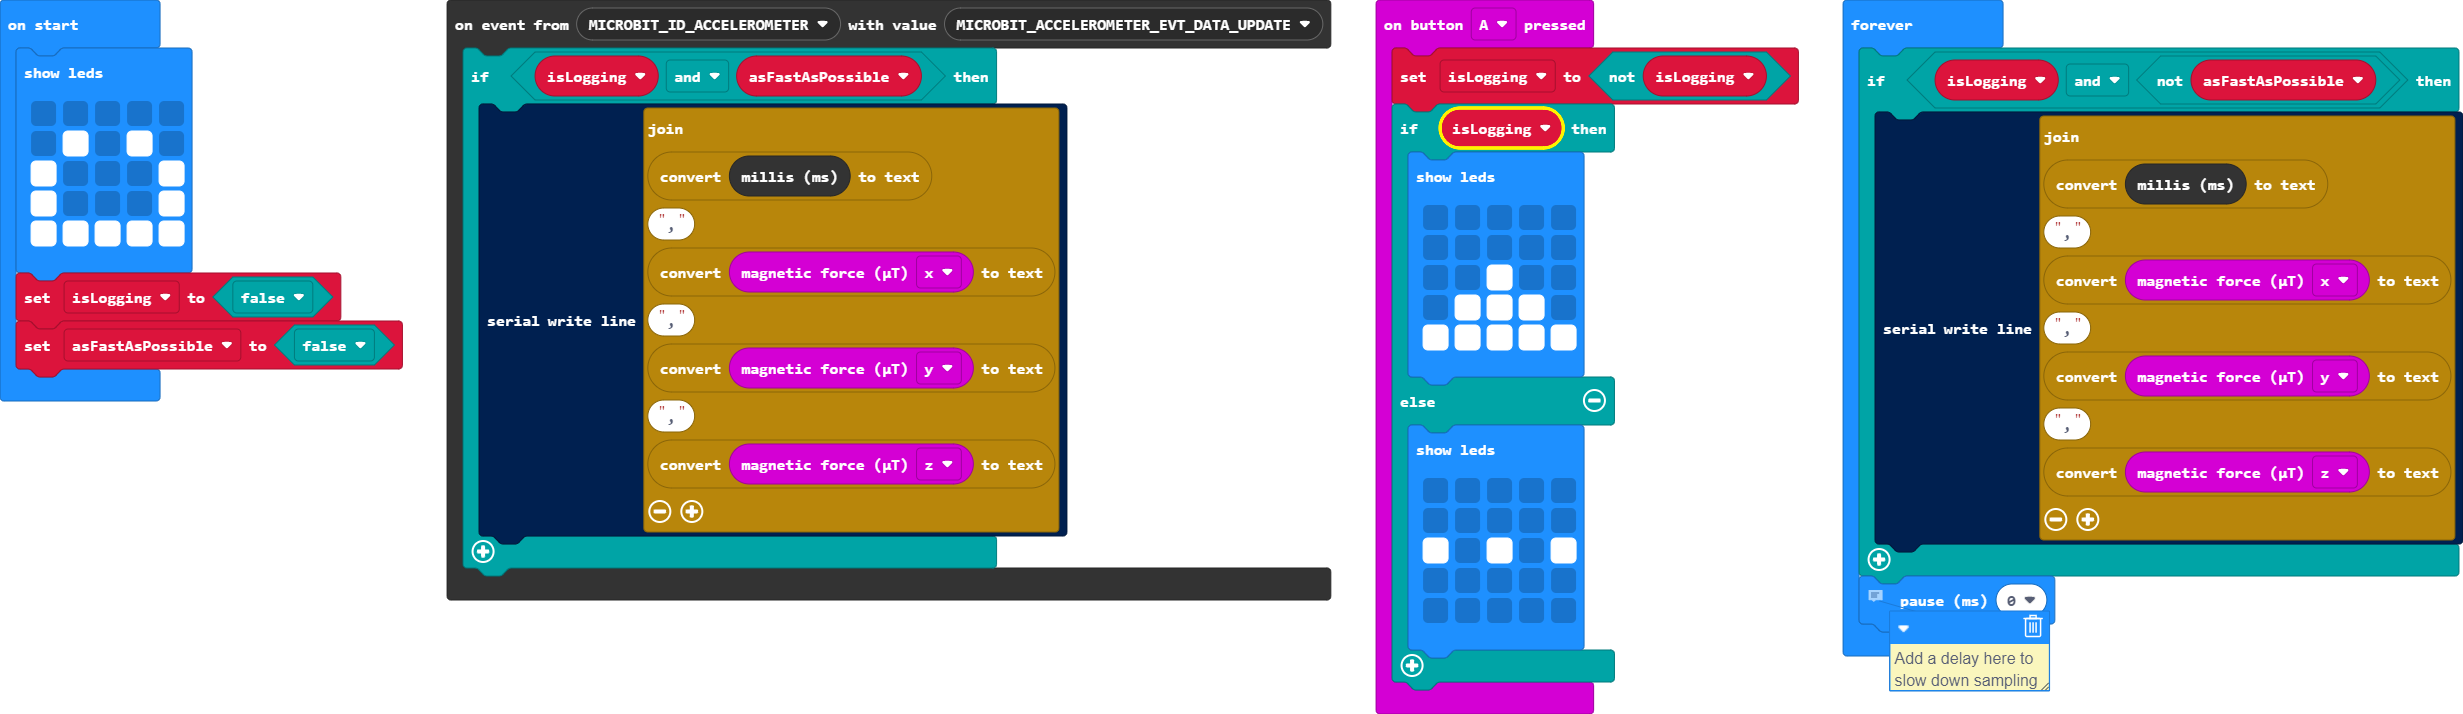 on start
show leds
set isLogging to false
set asFastAsPossible to false
on event from MICROBIT_ID_ACCELEROMETER with value MICROBIT_ACCELEROMETER_EVT_DATA_UPDATE
if isLogging and asFastAsPossible then
serial write line
join
convert millis (ms) to text
","
convert magnetic force (µT) x to text
","
convert magnetic force (µT) y to text
","
convert magnetic force (µT) z to text
on button A pressed
set isLogging to not isLogging
if isLogging then
show leds
else
show leds
forever
if isLogging and not asFastAsPossible then
serial write line
join
convert millis (ms) to text
","
convert magnetic force (µT) x to text
","
convert magnetic force (µT) y to text
","
convert magnetic force (µT) z to text
pause (ms) 0
Add a delay here to
slow down sampling